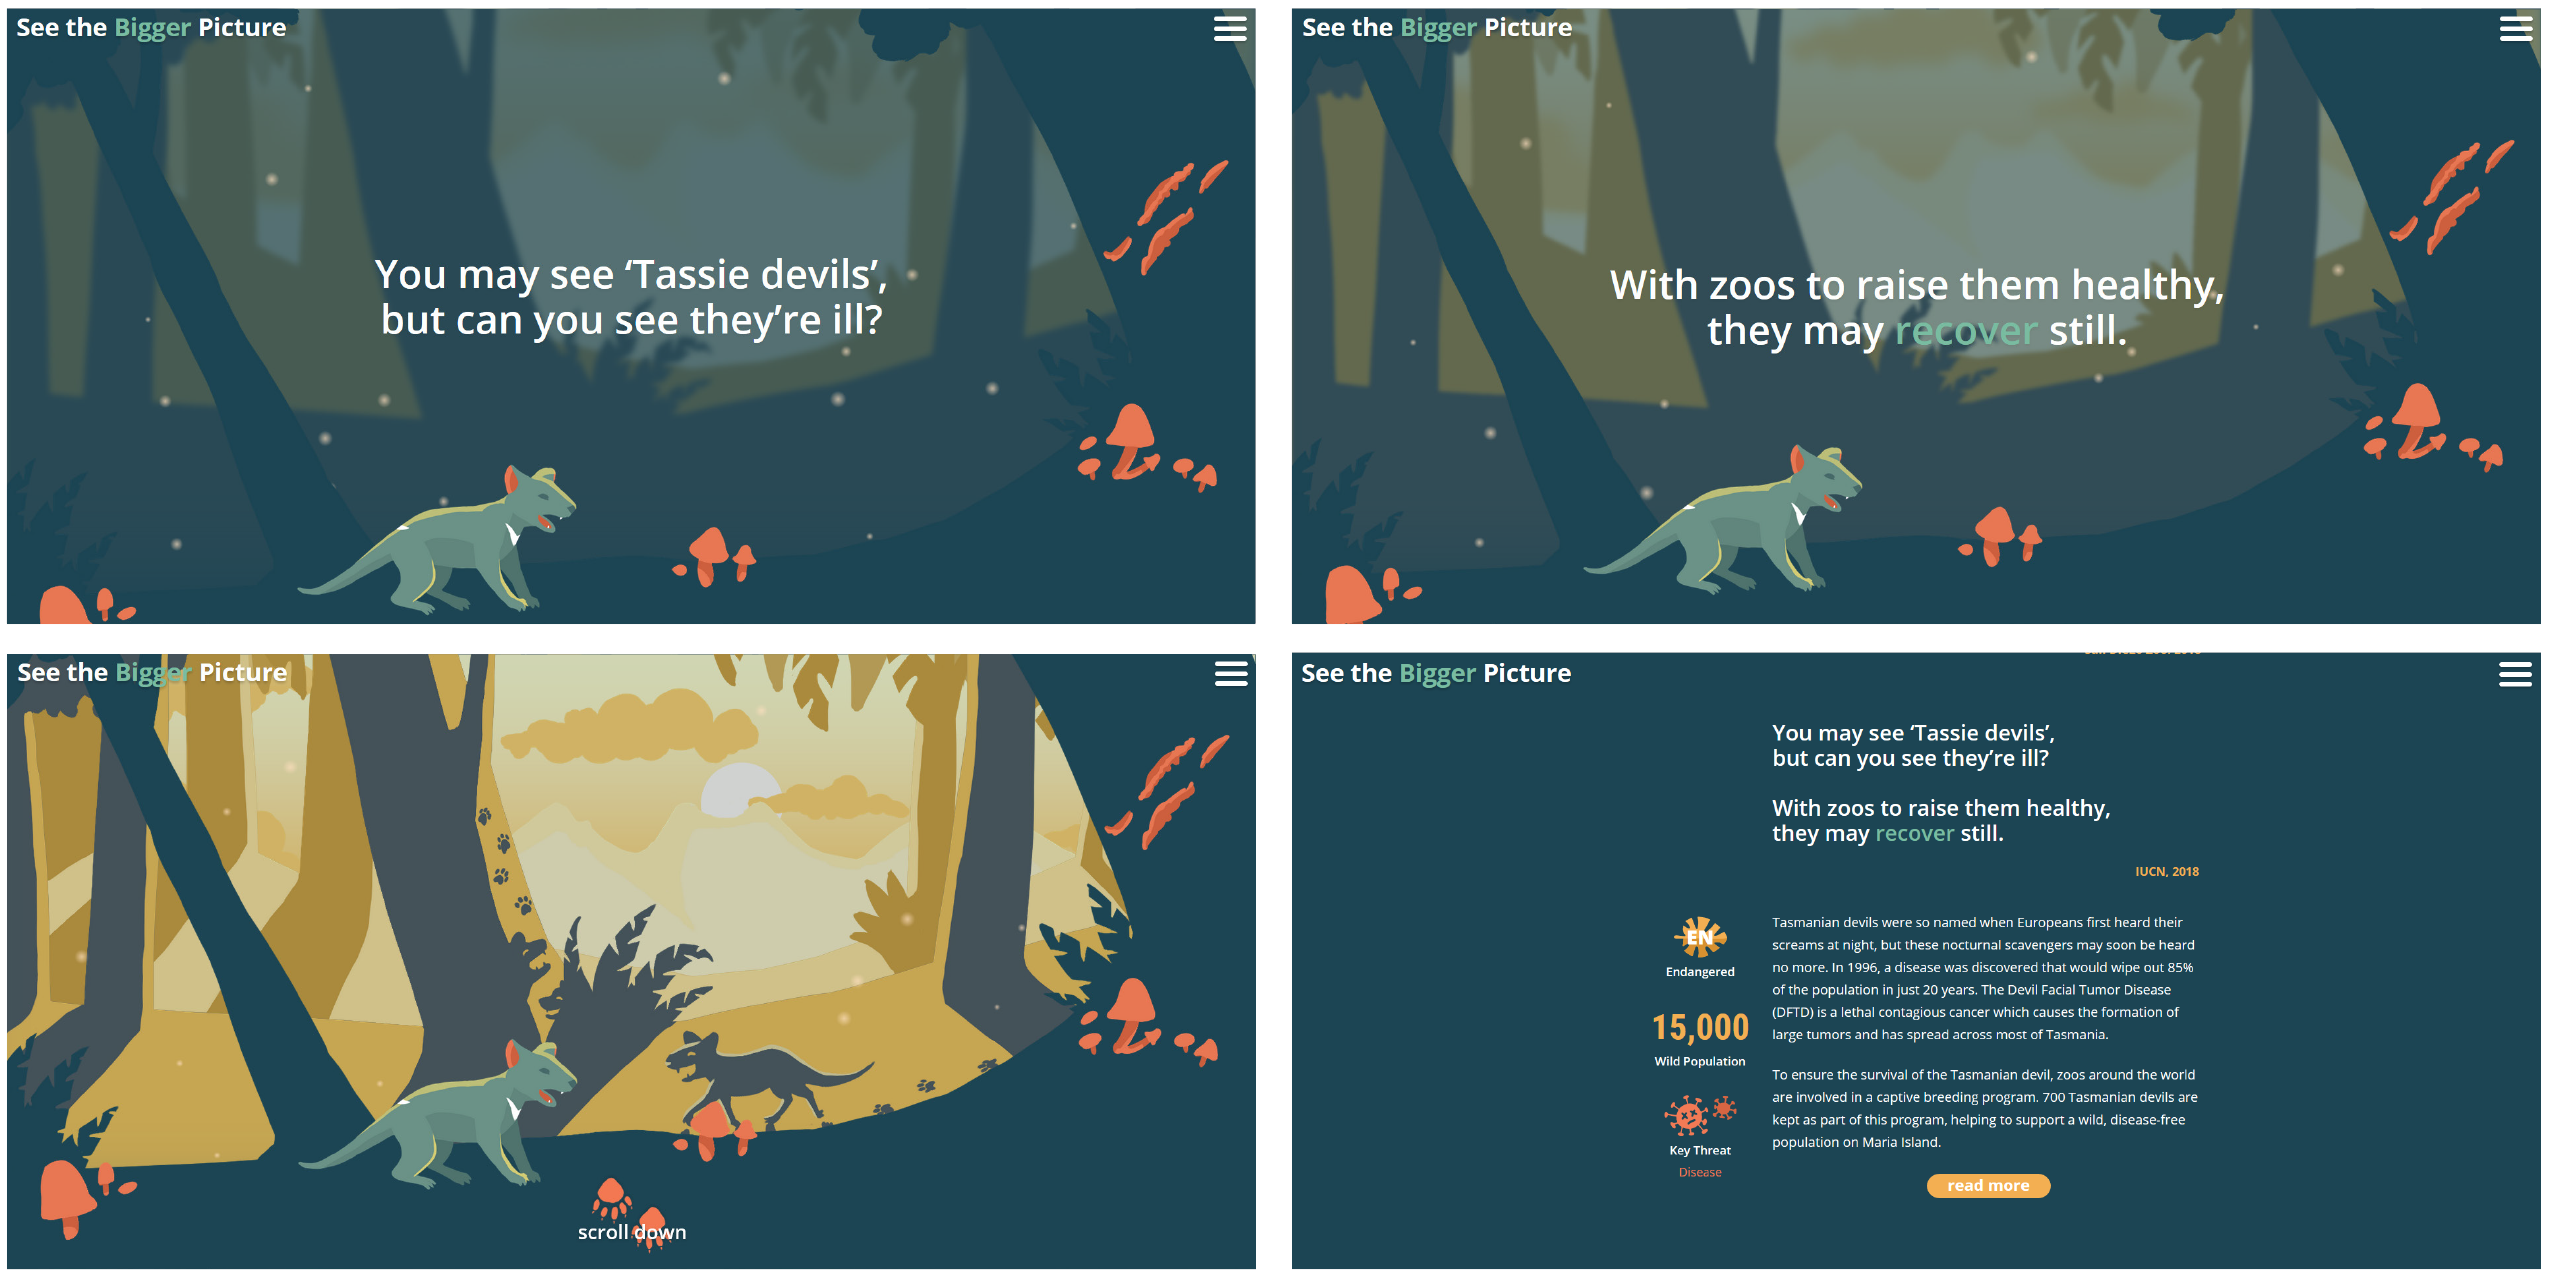 See the Bigger Picture
You may see ‘Tassie devils’,
but can you see they’re ill?
See the Bigger Picture
With zoos to raise them healthy,
they may recover still.
See the Bigger Picture
scroll down
See the Bigger Picture
You may see ‘Tassie devils’,
but can you see they’re ill?
With zoos to raise them healthy,
they may recover still.
IUCN, 2018
EN
Endangered
15,000
Wild Population
Key Threat
Disease
Tasmanian devils were so named when Europeans first heard their
screams at night, but these nocturnal scavengers may soon be heard
no more. In 1996, a disease was discovered that would wipe out 85%
of the population in just 20 years. The Devil Facial Tumor Disease
(DFTD) is a lethal contagious cancer which causes the formation of
large tumors and has spread across most of Tasmania.
To ensure the survival of the Tasmanian devil, zoos around the world
are involved in a captive breeding program. 700 Tasmanian devils are
kept as part of this program, helping to support a wild, disease-free
population on Maria Island.
read more